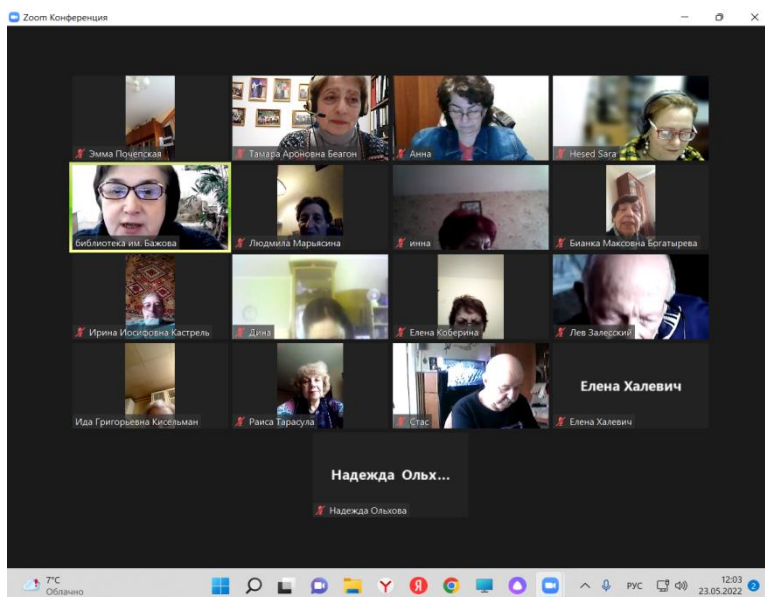 Zoom Конференция
Эмма Почепская
Тамара Ароновна Беагон
Анна
Hesed Sara
библиотека им. Бажова
Людмила Марьясина
инна
Бианка Максовна Богатырева
Ирина Иосифовна Кастрель
Дина
Елена Коберина
Лев Залесский
Ида Григорьевна Кисельман
Раиса Тарасула
Стас
Елена Халевич
Елена Халевич
Надежда Ольх...
Надежда Ольхова
7°C
Облачно
РУС
12:03
23.05.2022
2